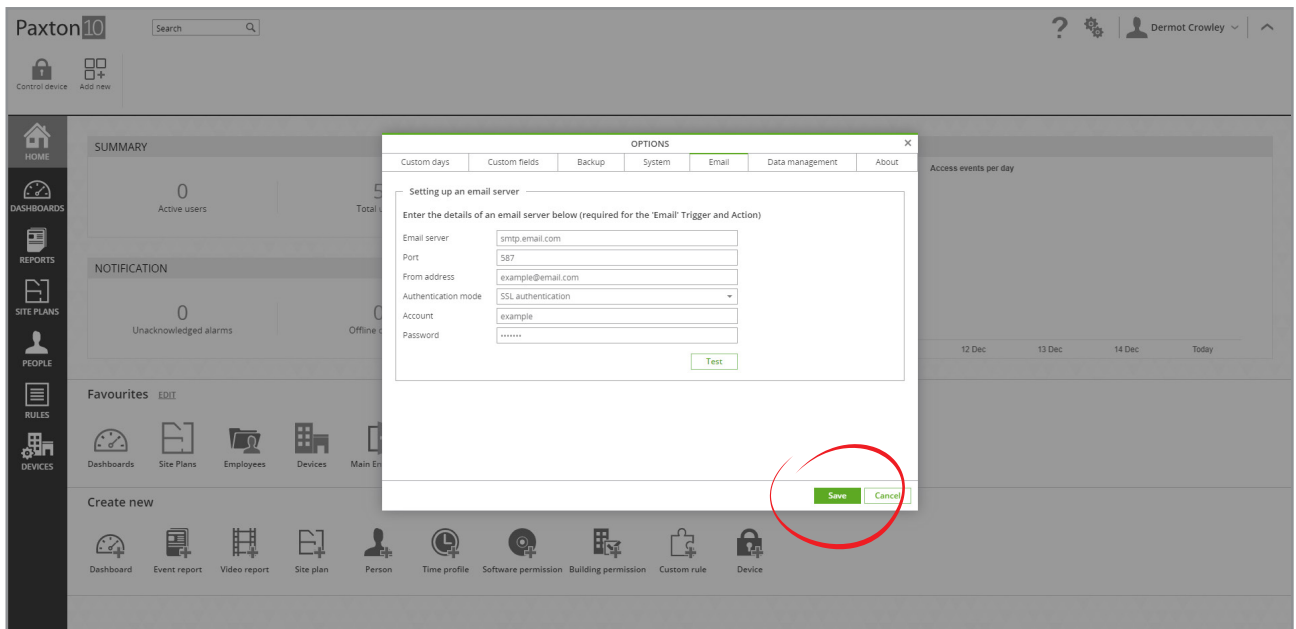 Paxton10
Search
Dermot Crowley
Control device
Add new
HOME
DASHBOARDS
REPORTS
SITE PLANS
PEOPLE
RULES
DEVICES
SUMMARY
0
Active users
5
Total
NOTIFICATION
0
Unacknowledged alarms
0
Offline
Access events per day
12 Dec
13 Dec
14 Dec
Today
OPTIONS
Custom days
Custom fields
Backup
System
Email
Data management
About
Setting up an email server
Enter the details of an email server below (required for the 'Email' Trigger and Action)
Email server smtp.email.com
Port 587
From address example@email.com
Authentication mode SSL authentication
Account example
Password •••••••
Test
Save
Cancel
Favourites EDIT
Dashboards
Site Plans
Employees
Devices
Main En
Create new
Dashboard
Event report
Video report
Site plan
Person
Time profile
Software permission
Building permission
Custom rule
Device